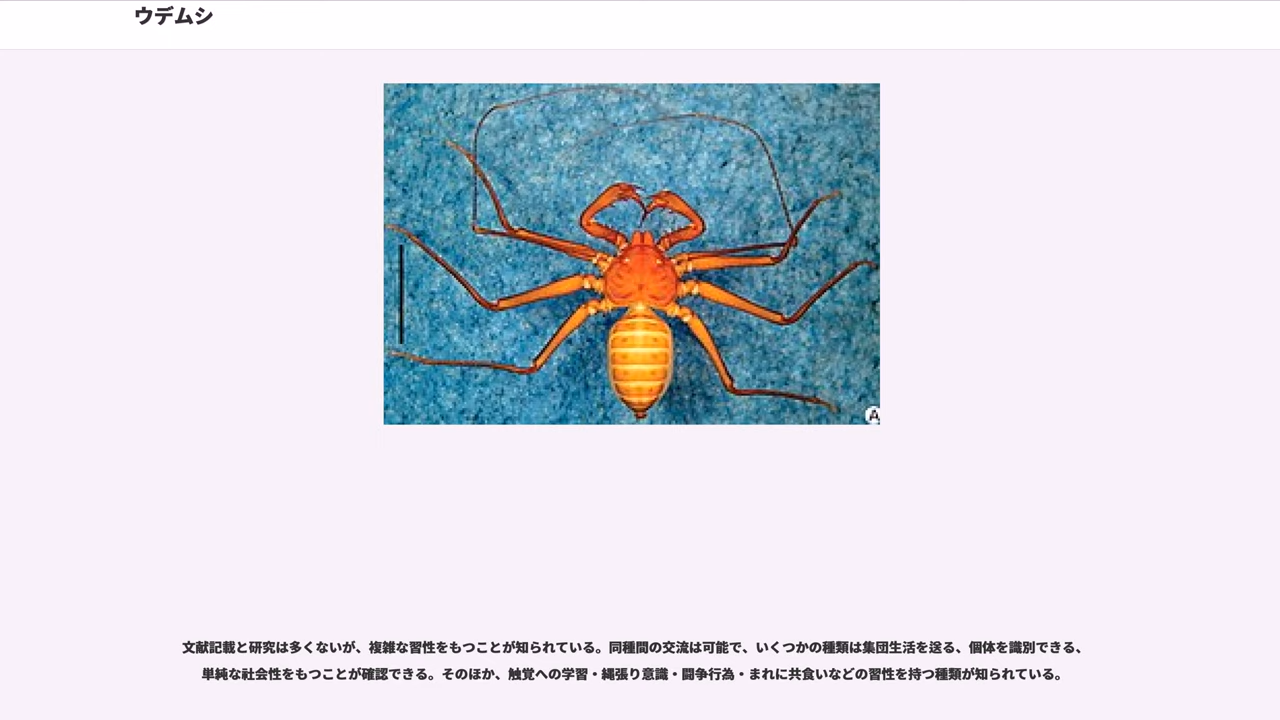 ウデムシ
A
文献記載と研究は多くないが、複雑な習性をもつことが知られている。同種間の交流は可能で、いくつかの種類は集団生活を送る、個体を識別できる、
単純な社会性をもつことが確認できる。そのほか、触覚への学習・縄張り意識・闘争行為・まれに共食いなどの習性を持つ種類が知られている。